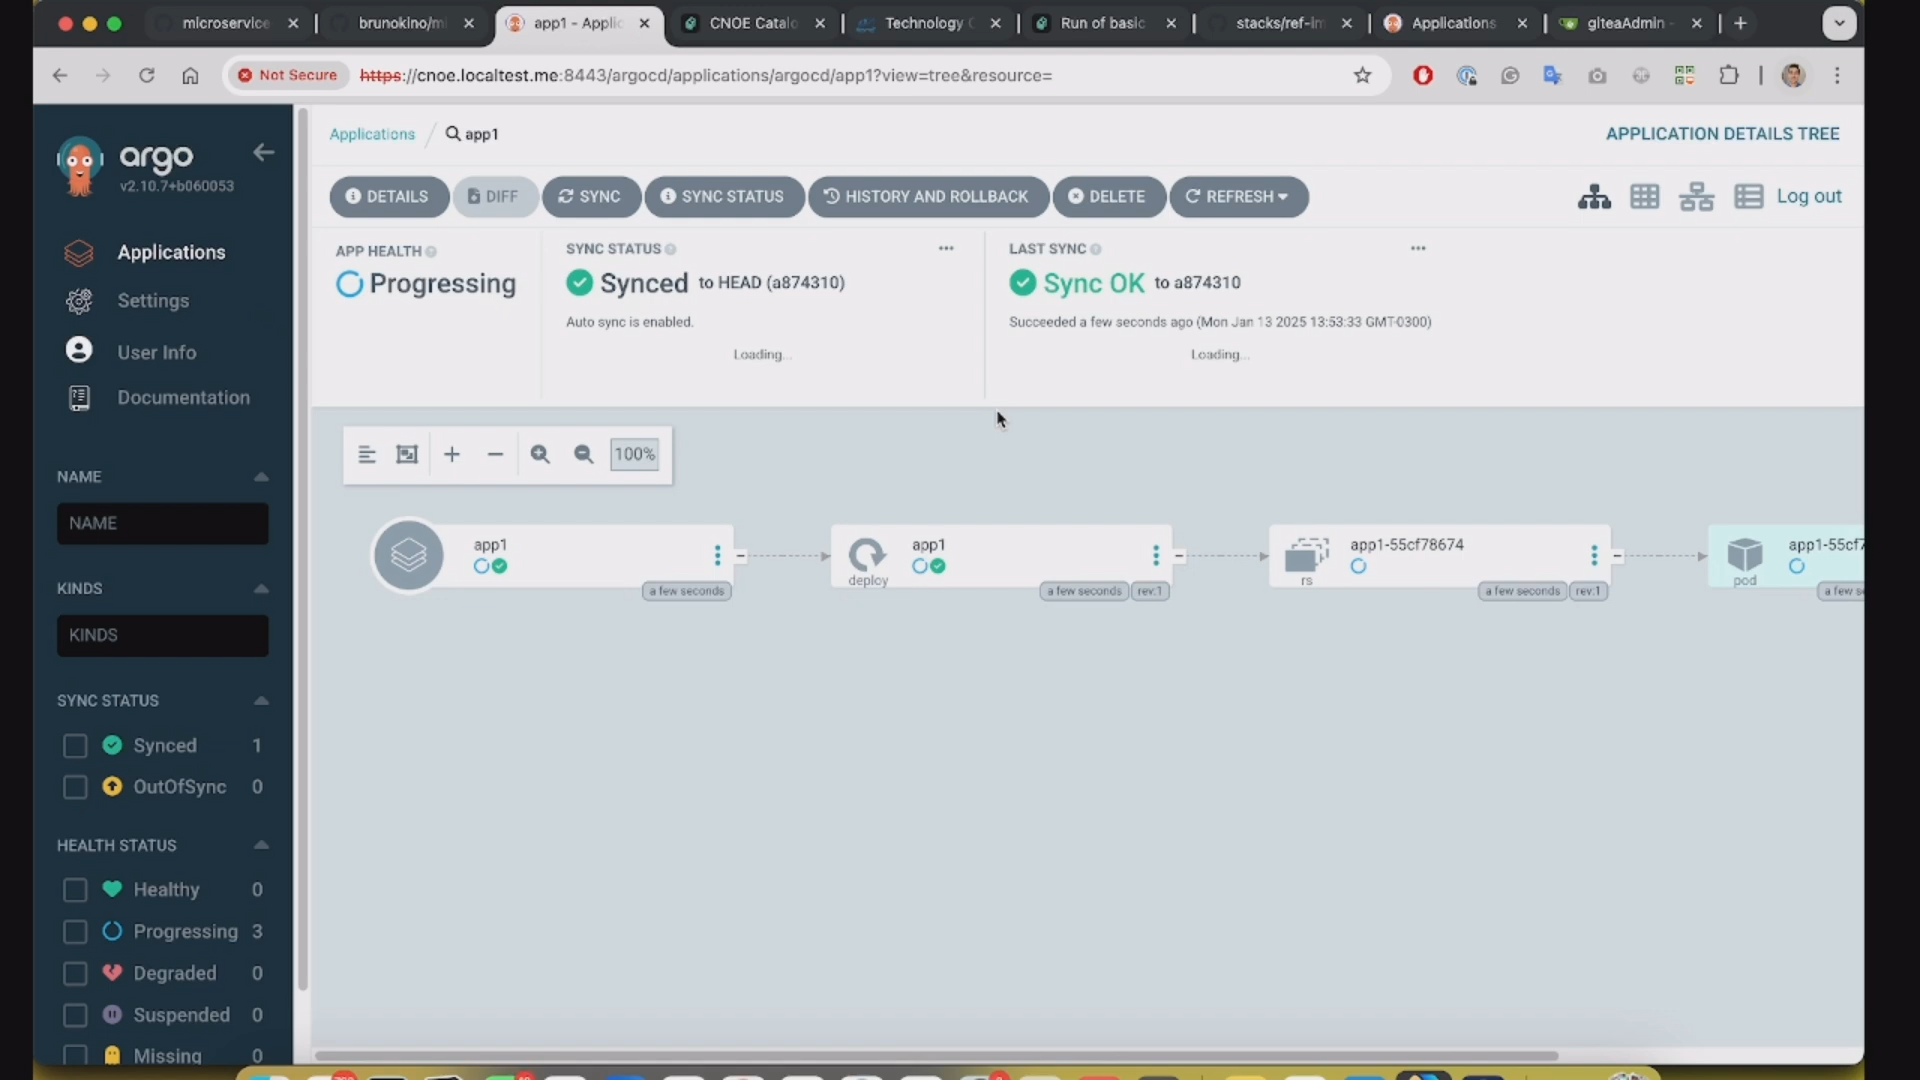 microservice
brunokino/mi
app1 - Applic
CNOE Catalo
Technology
Run of basic
stacks/ref-im
Applications
giteaAdmin -
Not Secure
https://cnoe.localtest.me:8443/argocd/applications/argocd/app1?view=tree&resource=
argo
v2.10.7+b060053
Applications
Settings
User Info
Documentation
NAME
NAME
KINDS
KINDS
SYNC STATUS
Synced 1
OutOfSync 0
HEALTH STATUS
Healthy 0
Progressing 3
Degraded 0
Suspended 0
Missing 0
Applications / app1
APPLICATION DETAILS TREE
DETAILS
DIFF
SYNC
SYNC STATUS
HISTORY AND ROLLBACK
DELETE
REFRESH
Log out
APP HEALTH
Progressing
SYNC STATUS
Synced to HEAD (a874310)
Auto sync is enabled.
Loading...
LAST SYNC
Sync OK to a874310
Succeeded a few seconds ago (Mon Jan 13 2025 13:53:33 GMT-0300)
Loading...
100%
app1
a few seconds
app1
deploy
a few seconds rev:1
app1-55cf78674
rs
a few seconds rev:1
app1-55cf7
pod
a few se